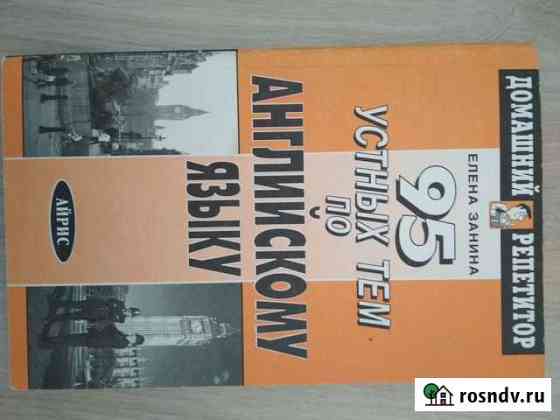 ДОМАШНИЙ РЕПЕТИТОР
ЕЛЕНА ЗАНИНА
95
УСТНЫХ ТЕМ
ПО
АНГЛИЙСКОМУ
ЯЗЫКУ
АЙРИС
rosndv.ru